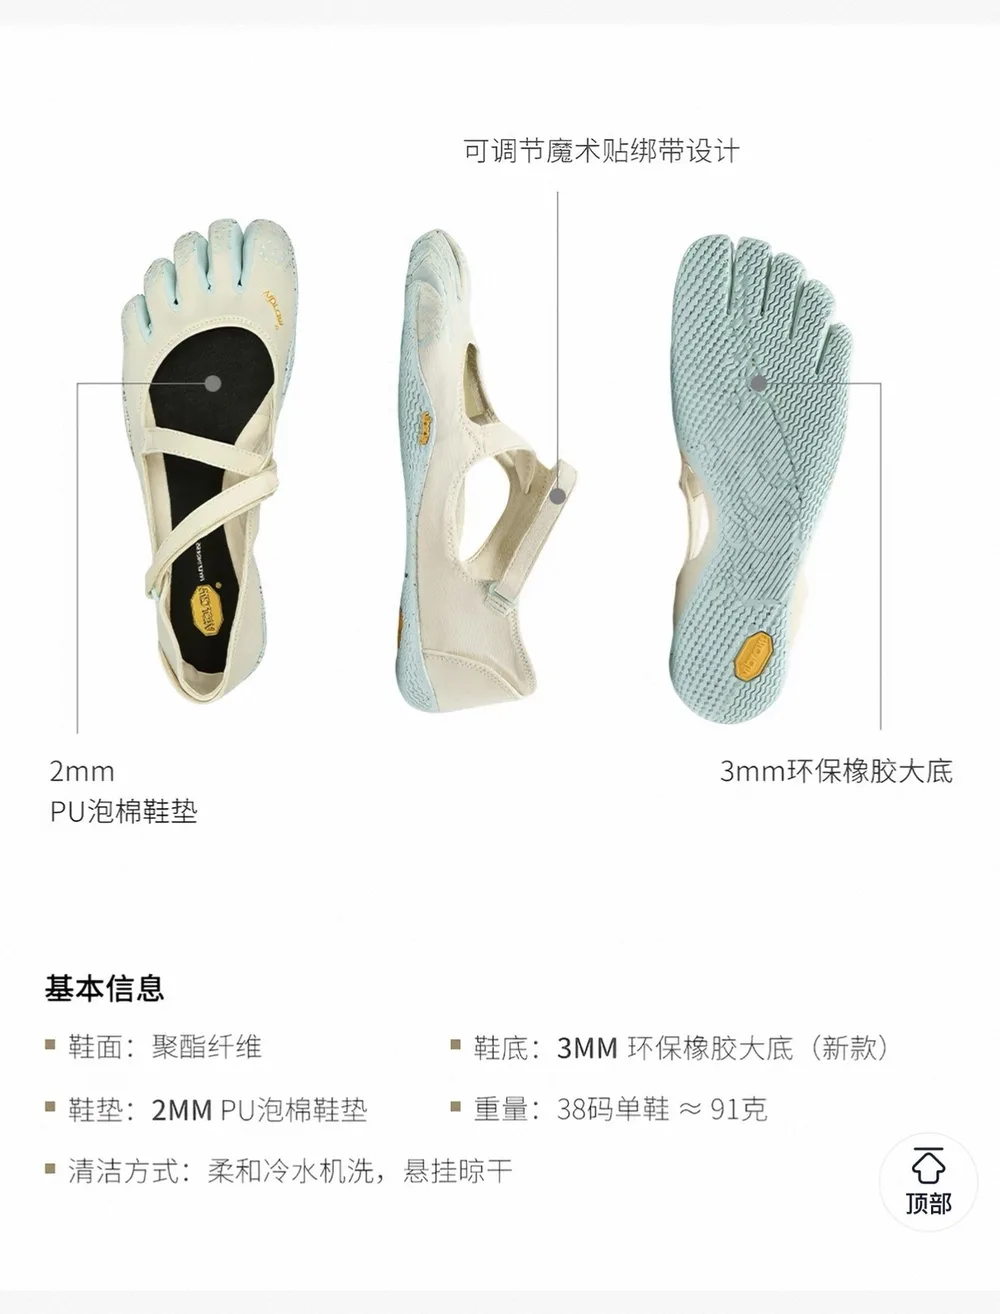 可调节魔术贴绑带设计
2mm
PU泡棉鞋垫
3mm环保橡胶大底
基本信息
鞋面：聚酯纤维
鞋底：3MM 环保橡胶大底（新款）
鞋垫：2MM PU泡棉鞋垫
重量：38码单鞋 ≈ 91克
清洁方式：柔和冷水机洗，悬挂晾干
顶部